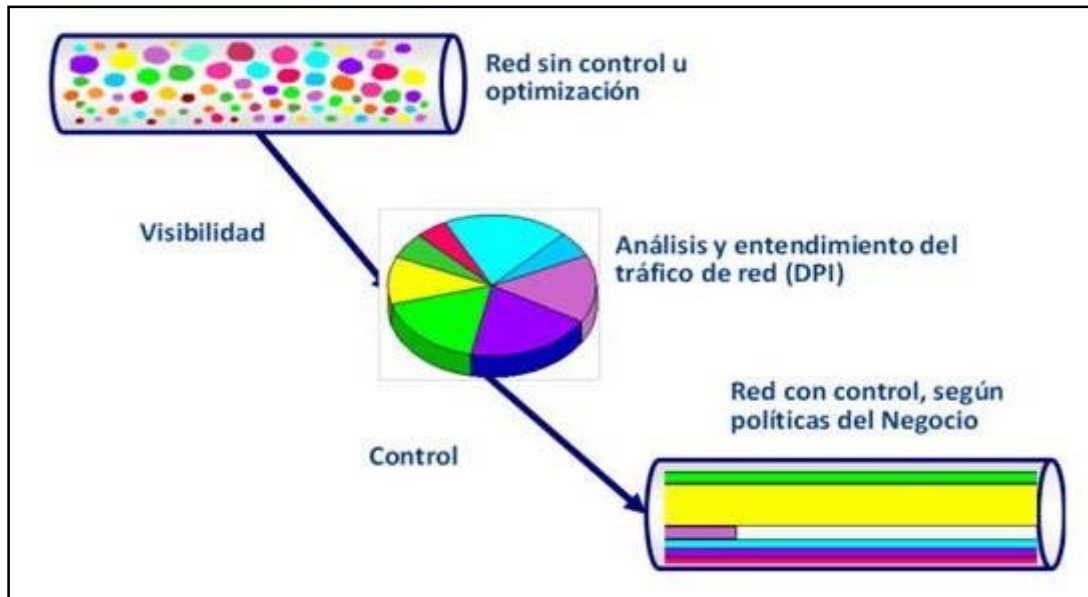 Red sin control u
optimización
Visibilidad
Análisis y entendimiento del
tráfico de red (DPI)
Red con control, según
políticas del Negocio
Control